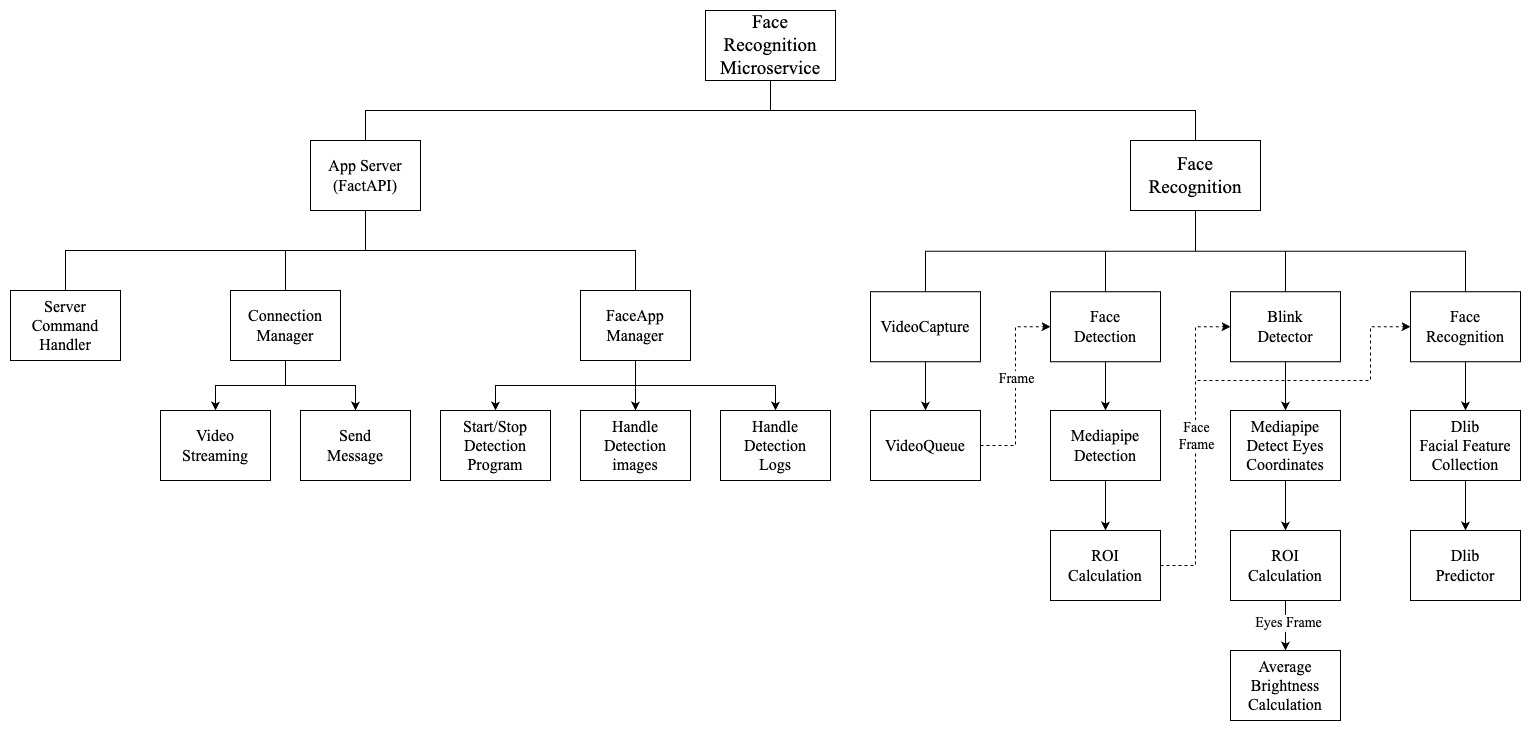 Face
Recognition
Microservice
App Server
(FactAPI)
Face
Recognition
Server
Command
Handler
Connection
Manager
FaceApp
Manager
VideoCapture
Face
Detection
Blink
Detector
Face
Recognition
Frame
Video
Streaming
Send
Message
Start/Stop
Detection
Program
Handle
Detection
images
Handle
Detection
Logs
VideoQueue
Mediapipe
Detection
Face
Frame
Mediapipe
Detect Eyes
Coordinates
Dlib
Facial Feature
Collection
ROI
Calculation
ROI
Calculation
Dlib
Predictor
Eyes Frame
Average
Brightness
Calculation